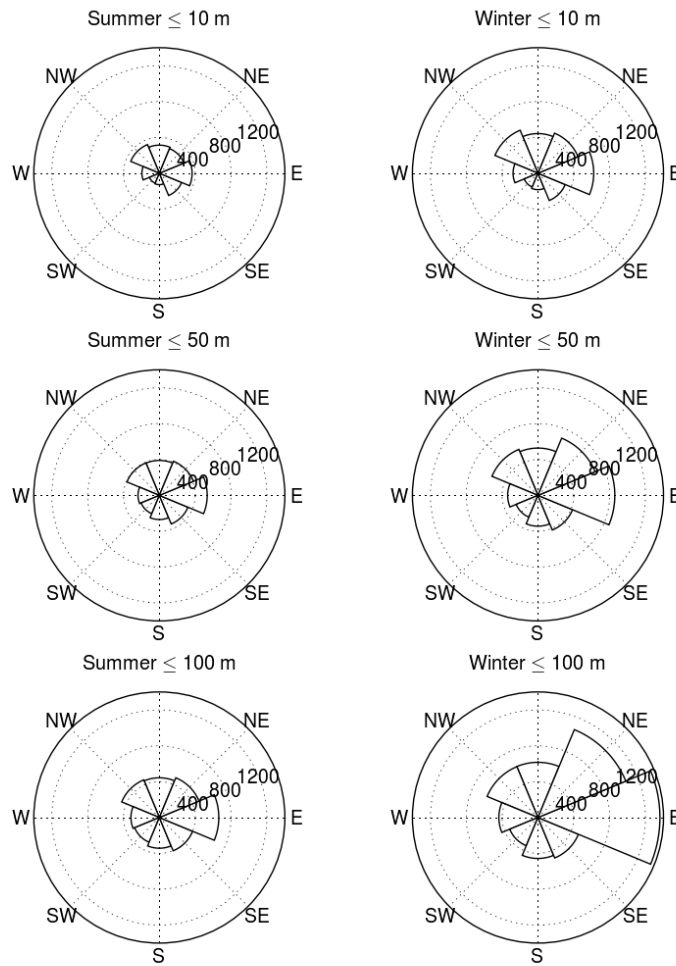 Summer ≤ 10 m
Winter ≤ 10 m
NW
NE
NW
NE
1200
800
400
1200
800
400
W
E
W
E
SW
SE
SW
SE
S
S
Summer ≤ 50 m
Winter ≤ 50 m
NW
NE
NW
NE
1200
800
400
1200
800
400
W
E
W
E
SW
SE
SW
SE
S
S
Summer ≤ 100 m
Winter ≤ 100 m
NW
NE
NW
NE
1200
800
400
1200
800
400
W
E
W
E
SW
SE
SW
SE
S
S